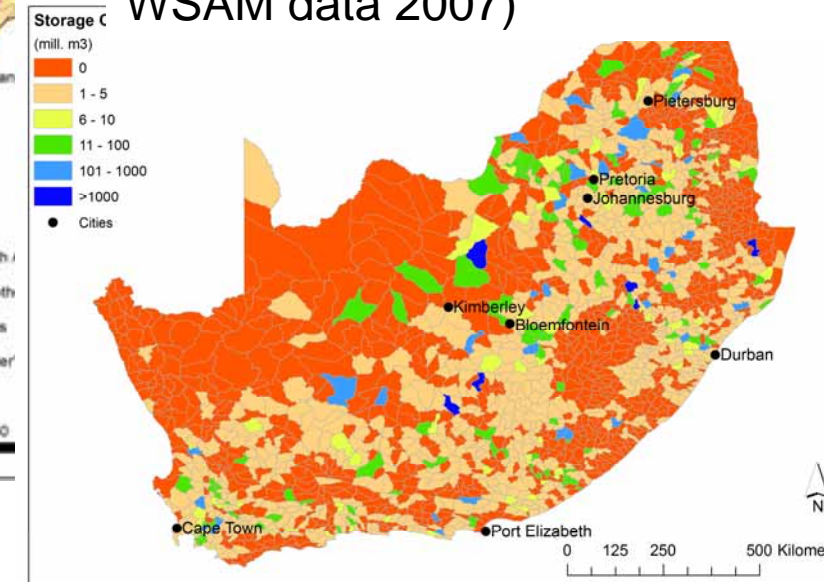 WSAM data 2007)
Storage C
(mill. m3)
0
1 - 5
6 - 10
11 - 100
101 - 1000
>1000
Cities
Pietersburg
Pretoria
Johannesburg
Kimberley
Bloemfontein
Durban
Cape Town
Port Elizabeth
N
0 125 250 500 Kilome